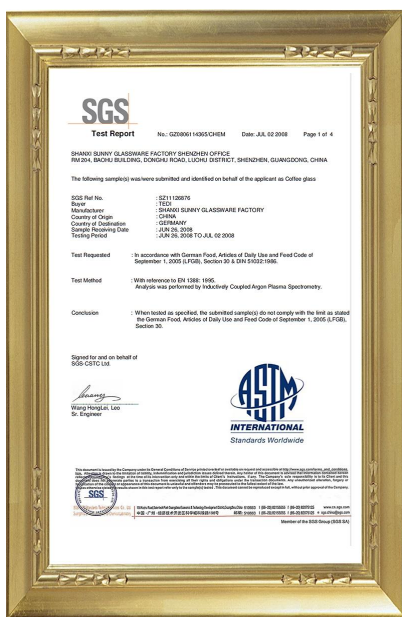 SGS
Test Report No.: GZ0806114365/CHEM Date: JUL 02 2008 Page 1 of 4
SHANXI SUNNY GLASSWARE FACTORY SHENZHEN OFFICE
RM 204, BAOHU BUILDING, DONGHU ROAD, LUOHU DISTRICT, SHENZHEN, GUANGDONG, CHINA
The following sample(s) was/were submitted and identified on behalf of the applicant as Coffee glass
SGS Ref No. : SZ11126876
Buyer : TEDI
Manufacturer : SHANXI SUNNY GLASSWARE FACTORY
Country of Origin : CHINA
Country of Destination : GERMANY
Sample Receiving Date : JUN 26, 2008
Testing Period : JUN 26, 2008 TO JUL 02 2008
Test Requested : In accordance with German Food, Articles of Daily Use and Feed Code of
September 1, 2005 (LFGB), Section 30 & DIN 51032:1986.
Test Method : With reference to EN 1388: 1995.
Analysis was performed by Inductively Coupled Argon Plasma Spectrometry.
Conclusion : When tested as specified, the submitted sample(s) do not comply with the limit as stated
the German Food, Articles of Daily Use and Feed Code of September 1, 2005 (LFGB),
Section 30.
Signed for and on behalf of
SGS-CSTC Ltd.
Wang HongLei, Leo
Sr. Engineer
ASTM
INTERNATIONAL
Standards Worldwide
SGS
Member of the SGS Group (SGS SA)